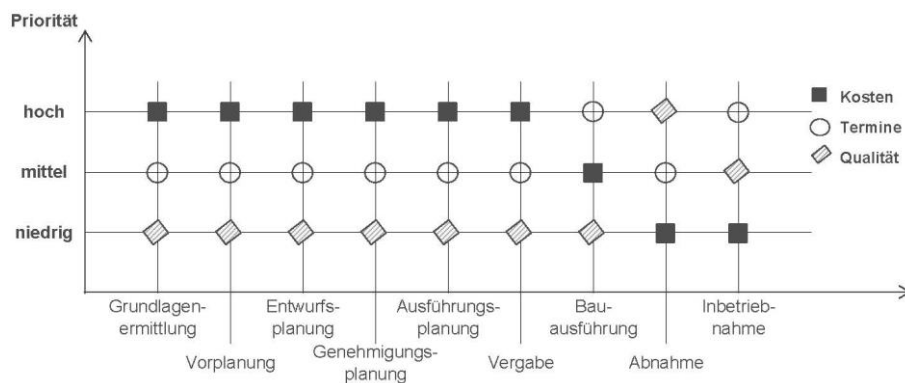 Priorität
hoch
mittel
niedrig
Kosten
Termine
Qualität
Grundlagen-
ermittlung
Vorplanung
Entwurfs-
planung
Genehmigungs-
planung
Ausführungs-
planung
Vergabe
Bau-
ausführung
Abnahme
Inbetrieb-
nahme